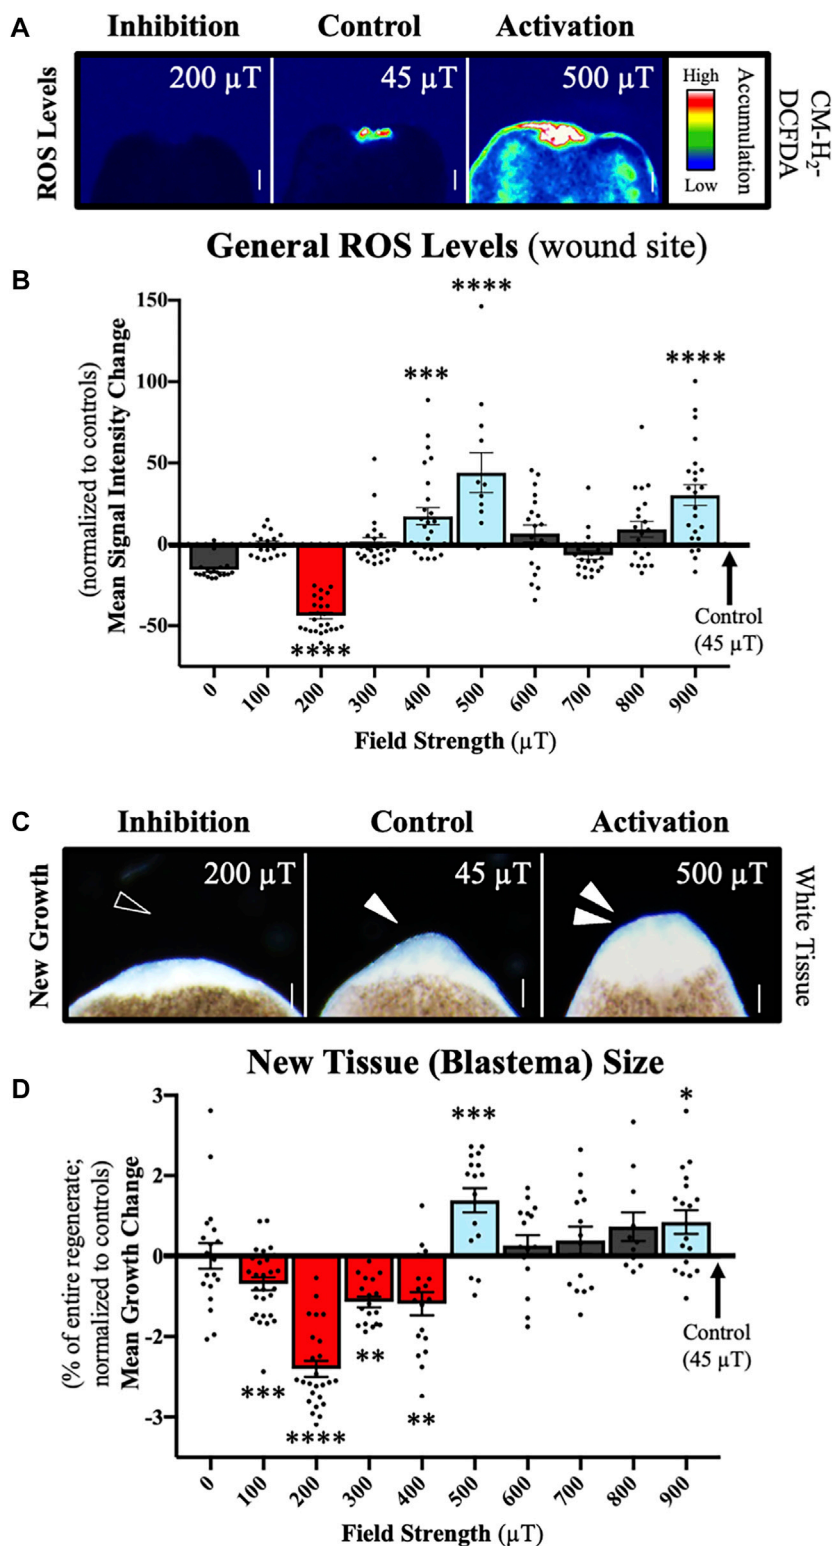 A
Inhibition Control Activation
ROS Levels
200 µT 45 µT 500 µT
High
Low
Accumulation
CM-H2-
DCFDA
General ROS Levels (wound site)
B
(normalized to controls)
Mean Signal Intensity Change
150
100
50
0
-50
****
***
****
****
Control
(45 µT)
0 100 200 300 400 500 600 700 800 900
Field Strength (µT)
C
Inhibition Control Activation
New Growth
200 µT 45 µT 500 µT
White Tissue
New Tissue (Blastema) Size
D
(% of entire regenerate;
normalized to controls)
Mean Growth Change
3
2
0
-2
-3
***
****
**
**
***
*
Control
(45 µT)
0 100 200 300 400 500 600 700 800 900
Field Strength (µT)